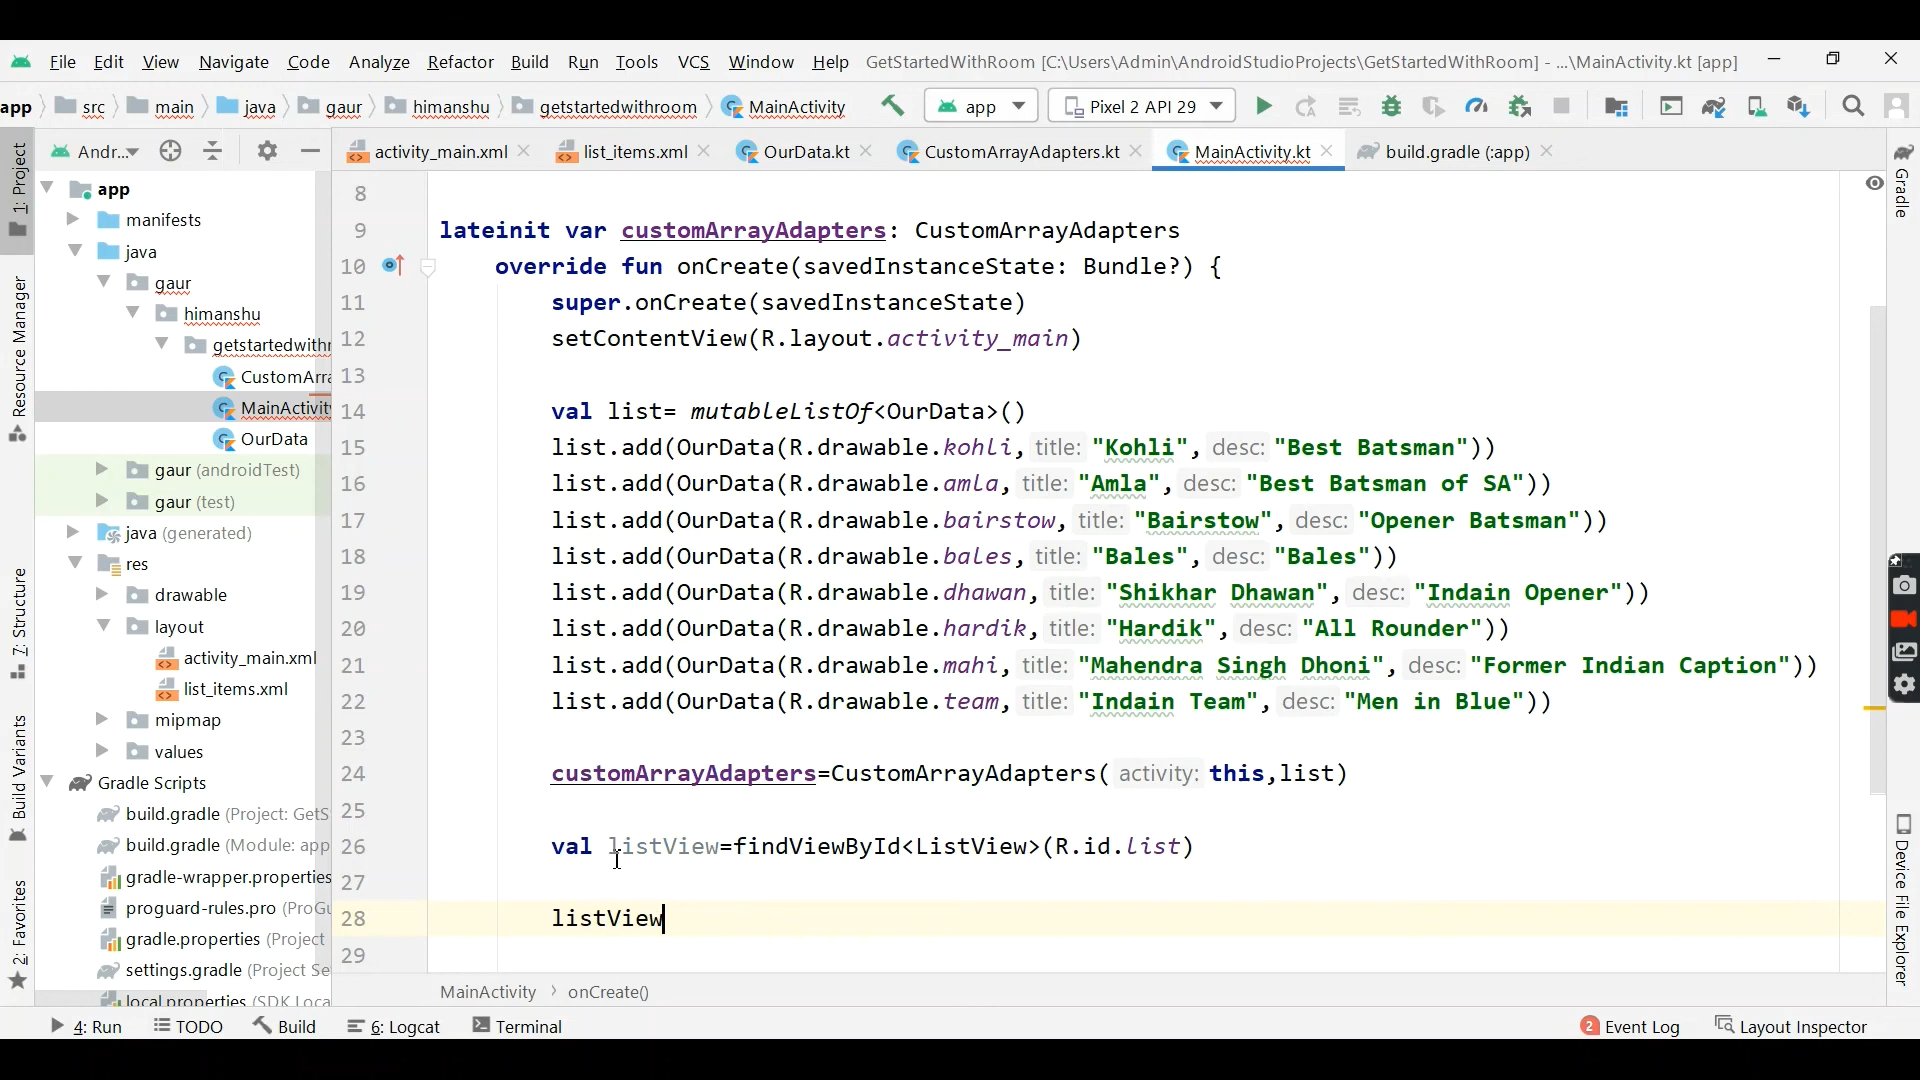 File Edit View Navigate Code Analyze Refactor Build Run Tools VCS Window Help GetStartedWithRoom [C:\Users\Admin\AndroidStudioProjects\GetStartedWithRoom] - ...\MainActivity.kt [app]
app src main java gaur himanshu getstartedwithroom MainActivity app Pixel 2 API 29
Andr... activity_main.xml list_items.xml OurData.kt CustomArrayAdapters.kt MainActivity.kt build.gradle (:app)
1: Project
Resource Manager
7: Structure
Build Variants
2: Favorites
app
manifests
java
gaur
himanshu
getstartedwithr
CustomArra
MainActivity
OurData
gaur (androidTest)
gaur (test)
java (generated)
res
drawable
layout
activity_main.xml
list_items.xml
mipmap
values
Gradle Scripts
build.gradle (Project: GetS
build.gradle (Module: app
gradle-wrapper.properties
proguard-rules.pro (ProGu
gradle.properties (Project
settings.gradle (Project Se
local.properties (SDK Loca
8
9 lateinit var customArrayAdapters: CustomArrayAdapters
10 override fun onCreate(savedInstanceState: Bundle?) {
11 super.onCreate(savedInstanceState)
12 setContentView(R.layout.activity_main)
13
14 val list= mutableListOf<OurData>()
15 list.add(OurData(R.drawable.kohli, title: "Kohli", desc: "Best Batsman"))
16 list.add(OurData(R.drawable.amla, title: "Amla", desc: "Best Batsman of SA"))
17 list.add(OurData(R.drawable.bairstow, title: "Bairstow", desc: "Opener Batsman"))
18 list.add(OurData(R.drawable.bales, title: "Bales", desc: "Bales"))
19 list.add(OurData(R.drawable.dhawan, title: "Shikhar Dhawan", desc: "Indain Opener"))
20 list.add(OurData(R.drawable.hardik, title: "Hardik", desc: "All Rounder"))
21 list.add(OurData(R.drawable.mahi, title: "Mahendra Singh Dhoni", desc: "Former Indian Caption"))
22 list.add(OurData(R.drawable.team, title: "Indain Team", desc: "Men in Blue"))
23
24 customArrayAdapters=CustomArrayAdapters( activity: this,list)
25
26 val listView=findViewById<ListView>(R.id.list)
27
28 listView
29
Gradle
Device File Explorer
MainActivity onCreate()
4: Run TODO Build 6: Logcat Terminal 2 Event Log Layout Inspector